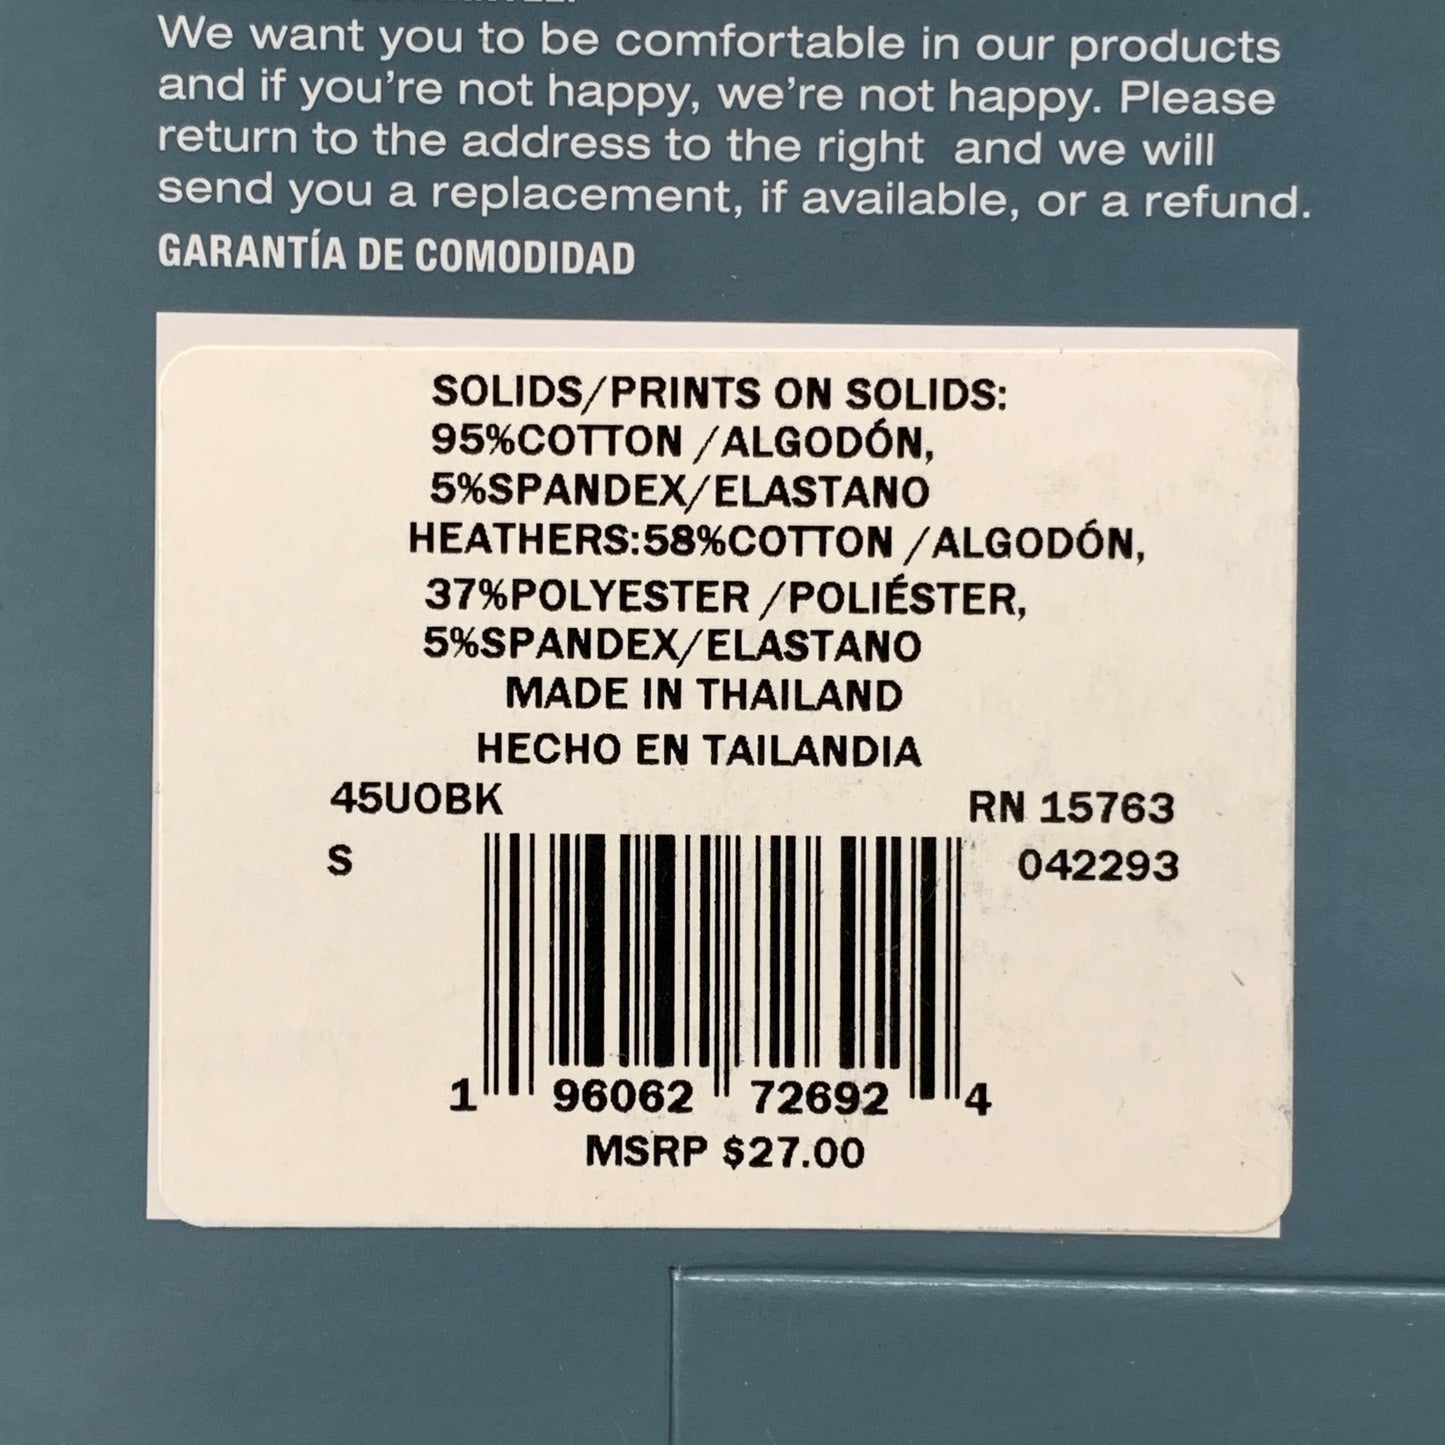 We want you to be comfortable in our products
and if you're not happy, we're not happy. Please
return to the address to the right and we will
send you a replacement, if available, or a refund.
GARANTÍA DE COMODIDAD
SOLIDS/PRINTS ON SOLIDS:
95%COTTON /ALGODÓN,
5%SPANDEX/ELASTANO
HEATHERS:58%COTTON /ALGODÓN,
37%POLYESTER /POLIÉSTER,
5%SPANDEX/ELASTANO
MADE IN THAILAND
HECHO EN TAILANDIA
45UOBK RN 15763
S 042293
1 96062 72692 4
MSRP $27.00